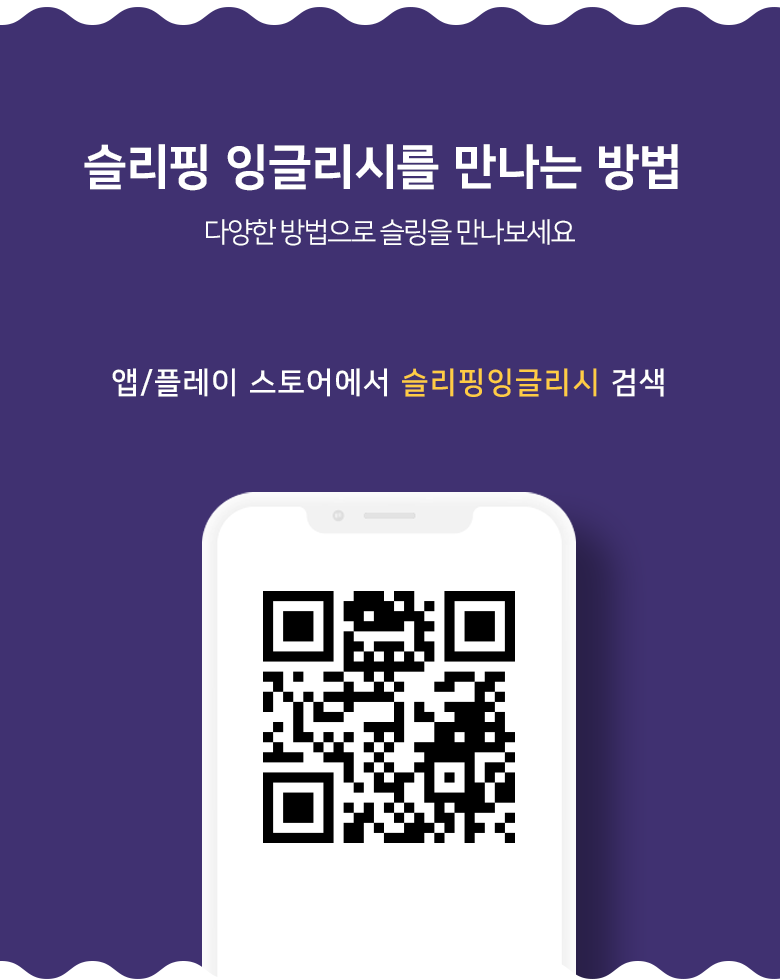 슬리핑 잉글리시를 만나는 방법
다양한 방법으로 슬링을 만나보세요
앱/플레이 스토어에서 슬리핑잉글리시 검색